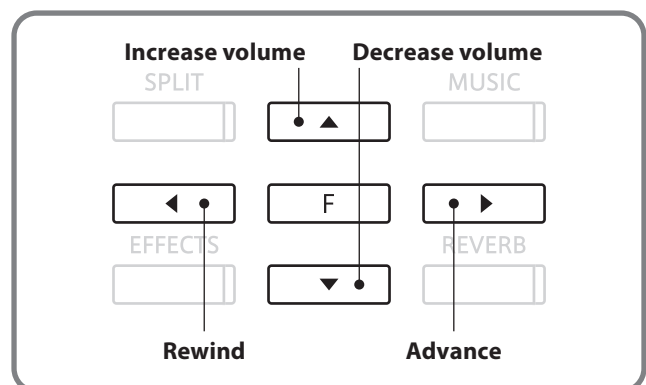 Increase volume Decrease volume
SPLIT MUSIC
F
EFFECTS REVERB
Rewind Advance